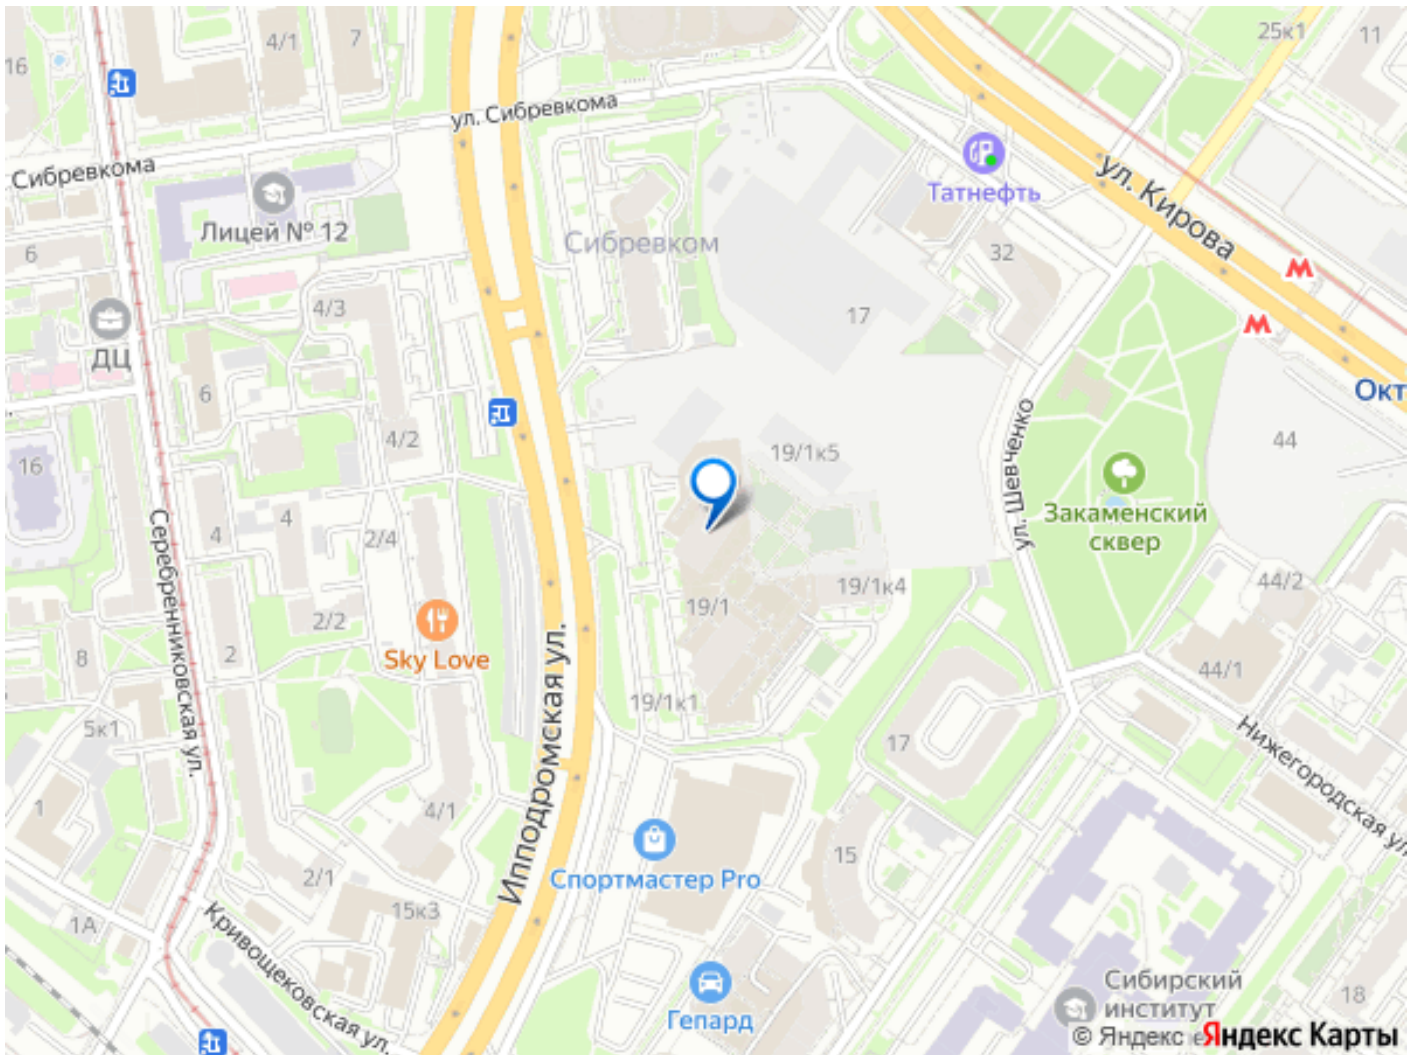 4/1
7
25к1
11
16
ул. Сибревкома
Сибревкома
Татнефть
ул. Кирова
Лицей № 12
Сибревком
32
6
4/3
17
ДЦ
Окт
6
4/2
19/1к5
44
16
ул. Шевченко
Закаменский
сквер
4
4
2/4
Серебренниковская ул.
19/1
19/1к4
44/2
2/2
Sky Love
8
2
44/1
5к1
19/1к1
Ипподромская ул.
17
Нижегородская ул.
1
4/1
15
Спортмастер Pro
2/1
15к3
1А
Кривощековская ул.
Гепард
Сибирский
институт
18
© Яндекс
Яндекс Карты